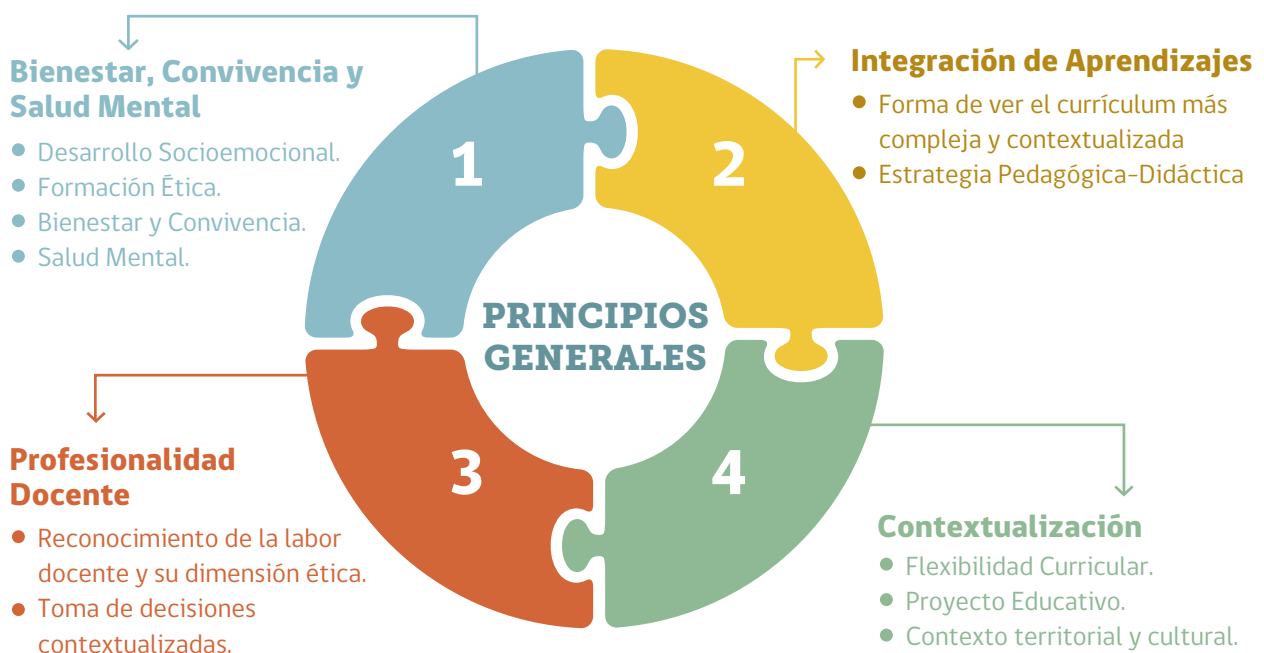 Bienestar, Convivencia y
Salud Mental
• Desarrollo Socioemocional.
• Formación Ética.
• Bienestar y Convivencia.
• Salud Mental.
1
2
Integración de Aprendizajes
• Forma de ver el currículum más
compleja y contextualizada
• Estrategia Pedagógica-Didáctica
PRINCIPIOS
GENERALES
Profesionalidad
Docente
• Reconocimiento de la labor
docente y su dimensión ética.
• Toma de decisiones
contextualizadas.
3
4
Contextualización
• Flexibilidad Curricular.
• Proyecto Educativo.
• Contexto territorial y cultural.